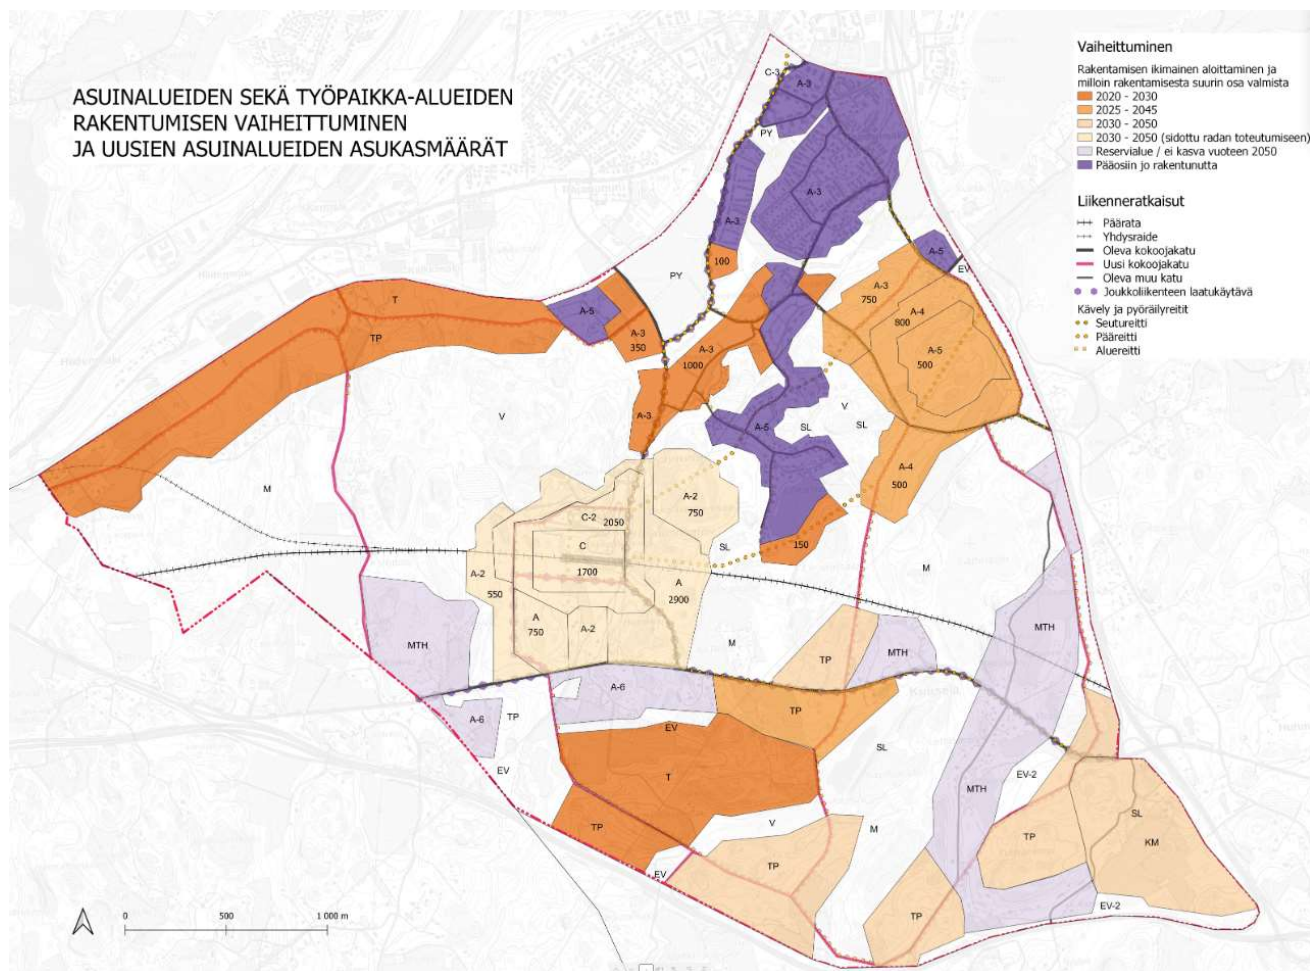 ASUINALUEIDEN SEKÄ TYÖPAIKKA-ALUEIDEN
RAKENTUMISEN VAIHEITTUMINEN
JA UUSIEN ASUINALUEIDEN ASUKASMÄÄRÄT
Vaiheittuminen
Rakentamisen ikimainen aloittaminen ja
milloin rakentamisesta suurin osa valmista
2020 - 2030
2025 - 2045
2030 - 2050
2030 - 2050 (sidottu radan toteutumiseen)
Reservialue / ei kasva vuoteen 2050
Pääosiin jo rakentunutta
Liikenneratkaisut
Päärata
Yhdysraide
Oleva kokoojakatu
Uusi kokoojakatu
Oleva muu katu
Joukkoliikenteen laatukäytävä
Kävely ja pyöräilyreitit
Seutureitti
Pääreitti
Aluereitti
C-3
A-3
PY
A-3
A-3
100
PY
A-5
EV
A-3
750
A-4
800
A-5
500
T
TP
A-5
A-3
350
A-3
1000
A-3
V
A-5
SL
V
SL
A-4
500
M
A-2
750
C-2
2050
C
1700
SL
150
A-2
550
A
2900
A
750
A-2
M
M
MTH
MTH
TP
MTH
A-6
A-6
TP
EV
TP
EV
T
SL
EV-2
MTH
TP
V
M
TP
TP
SL
KM
EV
TP
EV-2
0
500
1 000 m